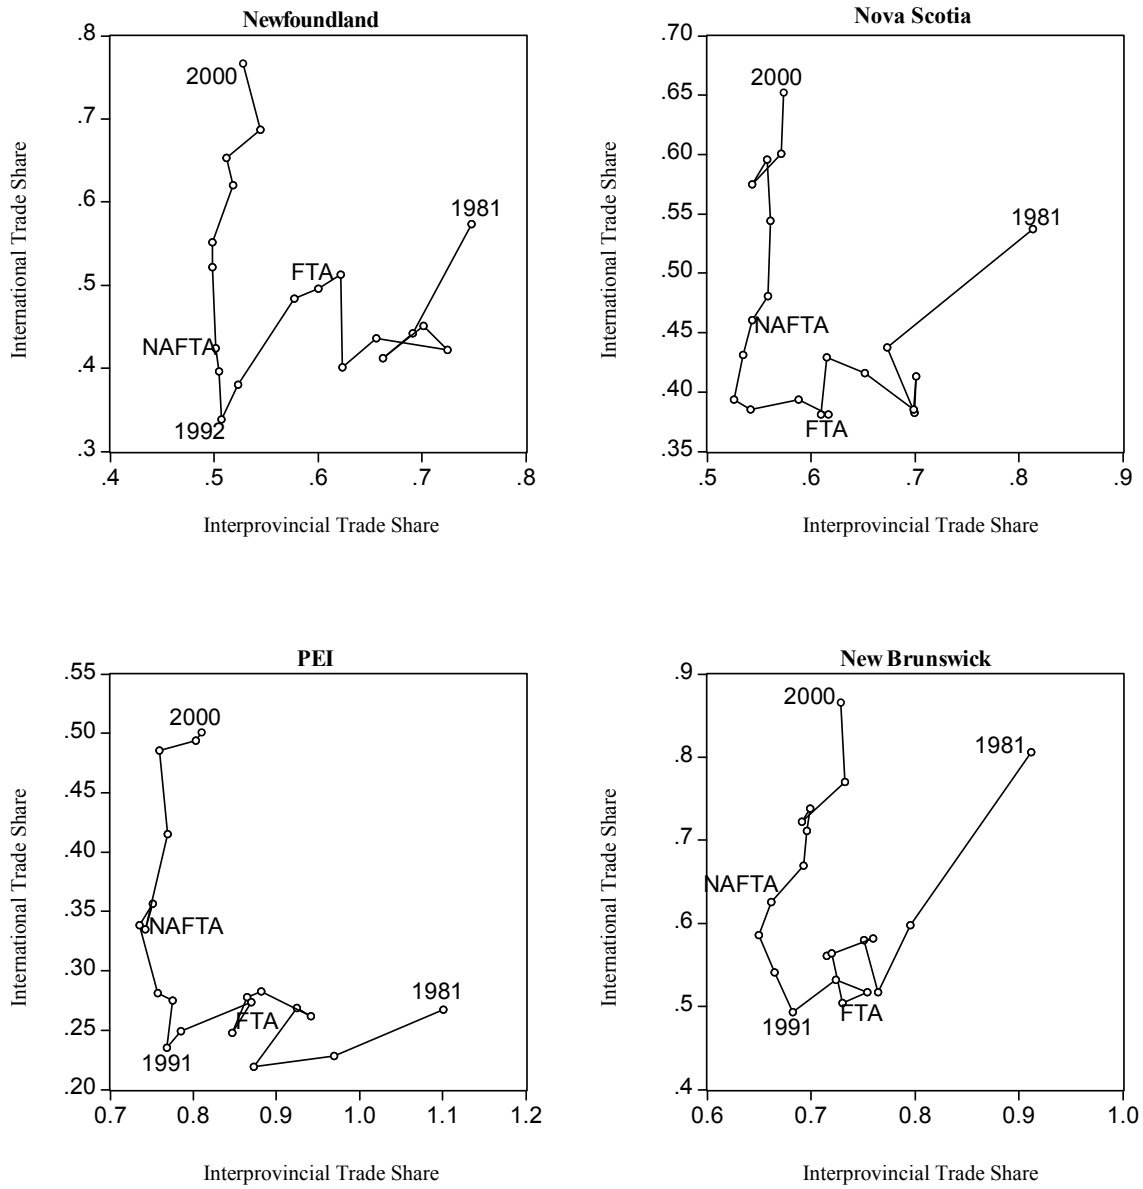 Newfoundland
.8
.7
.6
.5
.4
.3
.4 .5 .6 .7 .8
International Trade Share
Interprovincial Trade Share
2000
1981
FTA
NAFTA
1992
Nova Scotia
.70
.65
.60
.55
.50
.45
.40
.35
.5 .6 .7 .8 .9
International Trade Share
Interprovincial Trade Share
2000
1981
NAFTA
FTA
PEI
.55
.50
.45
.40
.35
.30
.25
.20
0.7 0.8 0.9 1.0 1.1 1.2
International Trade Share
Interprovincial Trade Share
2000
NAFTA
1981
FTA
1991
New Brunswick
.9
.8
.7
.6
.5
.4
0.6 0.7 0.8 0.9 1.0
International Trade Share
Interprovincial Trade Share
2000
1981
NAFTA
FTA
1991